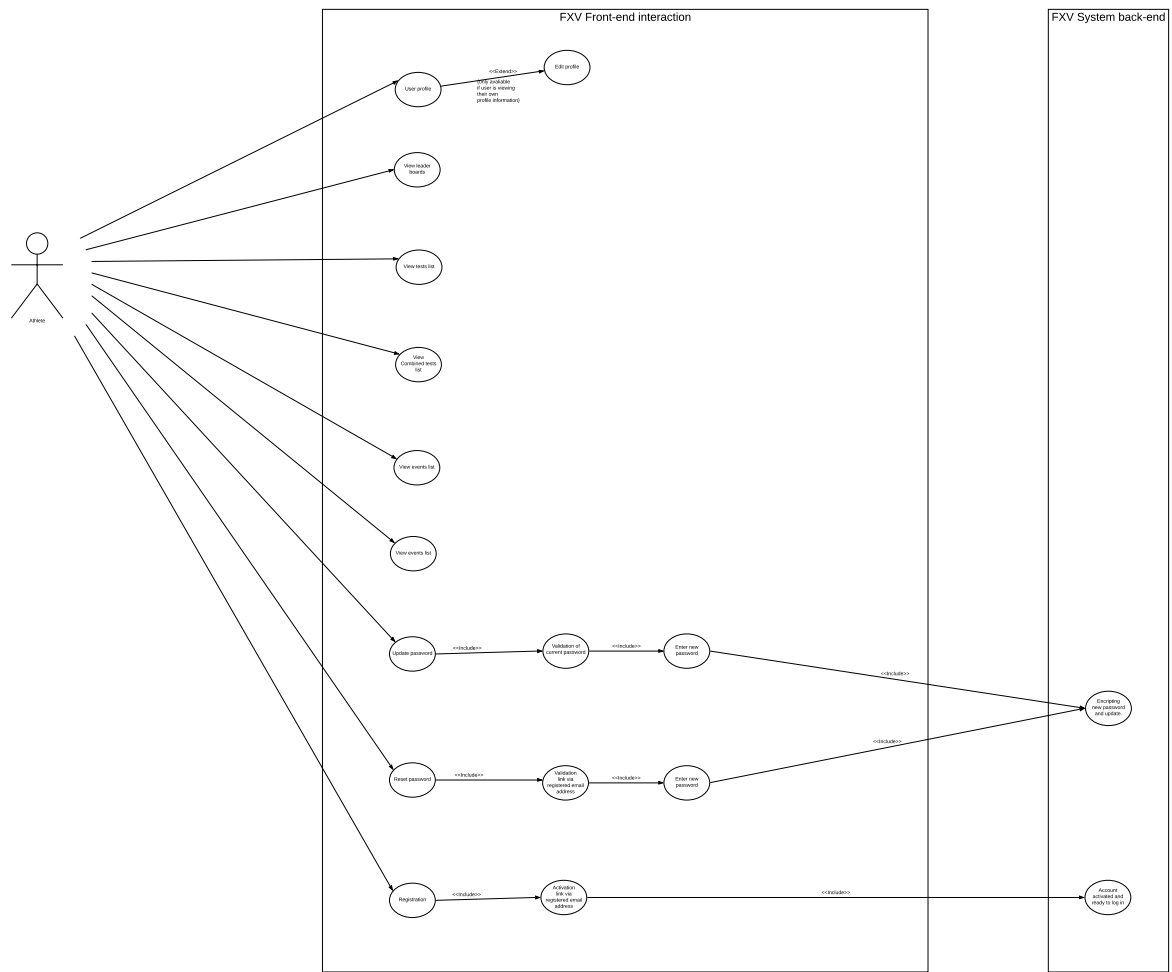 FXV Front-end interaction
FXV System back-end
Edit profile
<<Extend>>
(only avaliable
if user is viewing
their own
profile information)
User profile
View leader
boards
View tests list
Athlete
View
Combined tests
list
View events list
View events list
Update password
<<Include>>
Validation of
current password
<<Include>>
Enter new
password
<<Include>>
Encripting
new password
and update.
<<Include>>
Reset password
<<Include>>
Validation
link via
registered email
address
<<Include>>
Enter new
password
Registration
<<Include>>
Activation
link via
registered email
address
<<Include>>
Account
activated and
ready to log in